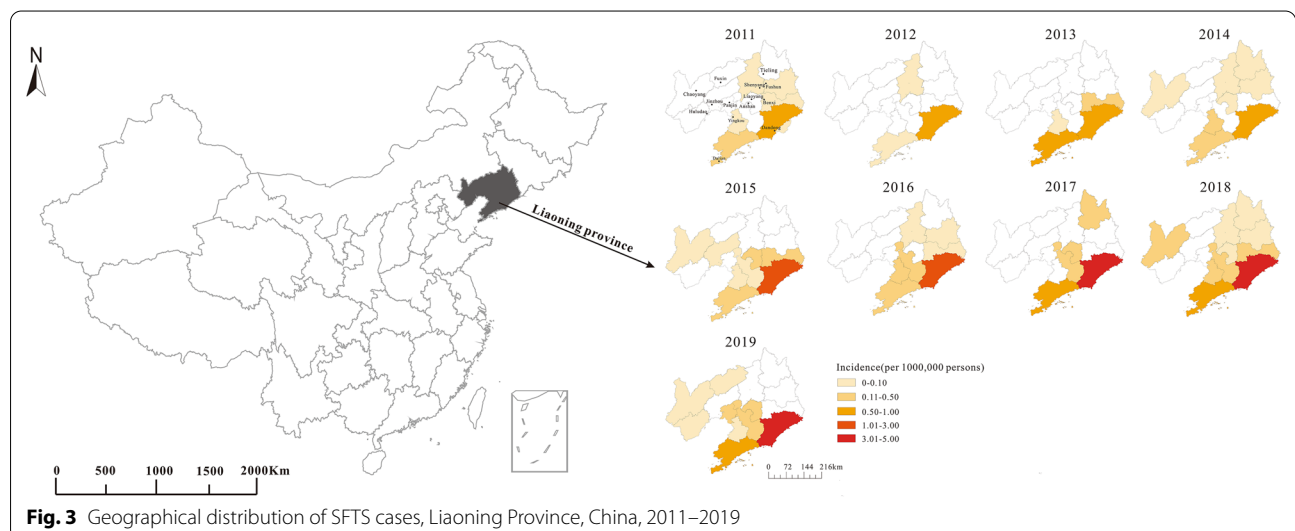 N
Liaoning province
0 500 1000 1500 2000Km
2011
2012
2013
2014
Tieling
Fuxin
Shenyang
Fushun
Chaoyang
Liaoyang
Jinzhou
Panjin
Anshan
Benxi
Huludao
Yingkou
Dandong
Dalian
2015
2016
2017
2018
2019
Incidence(per 1000,000 persons)
0-0.10
0.11-0.50
0.50-1.00
1.01-3.00
3.01-5.00
0 72 144 216km
Fig. 3 Geographical distribution of SFTS cases, Liaoning Province, China, 2011–2019